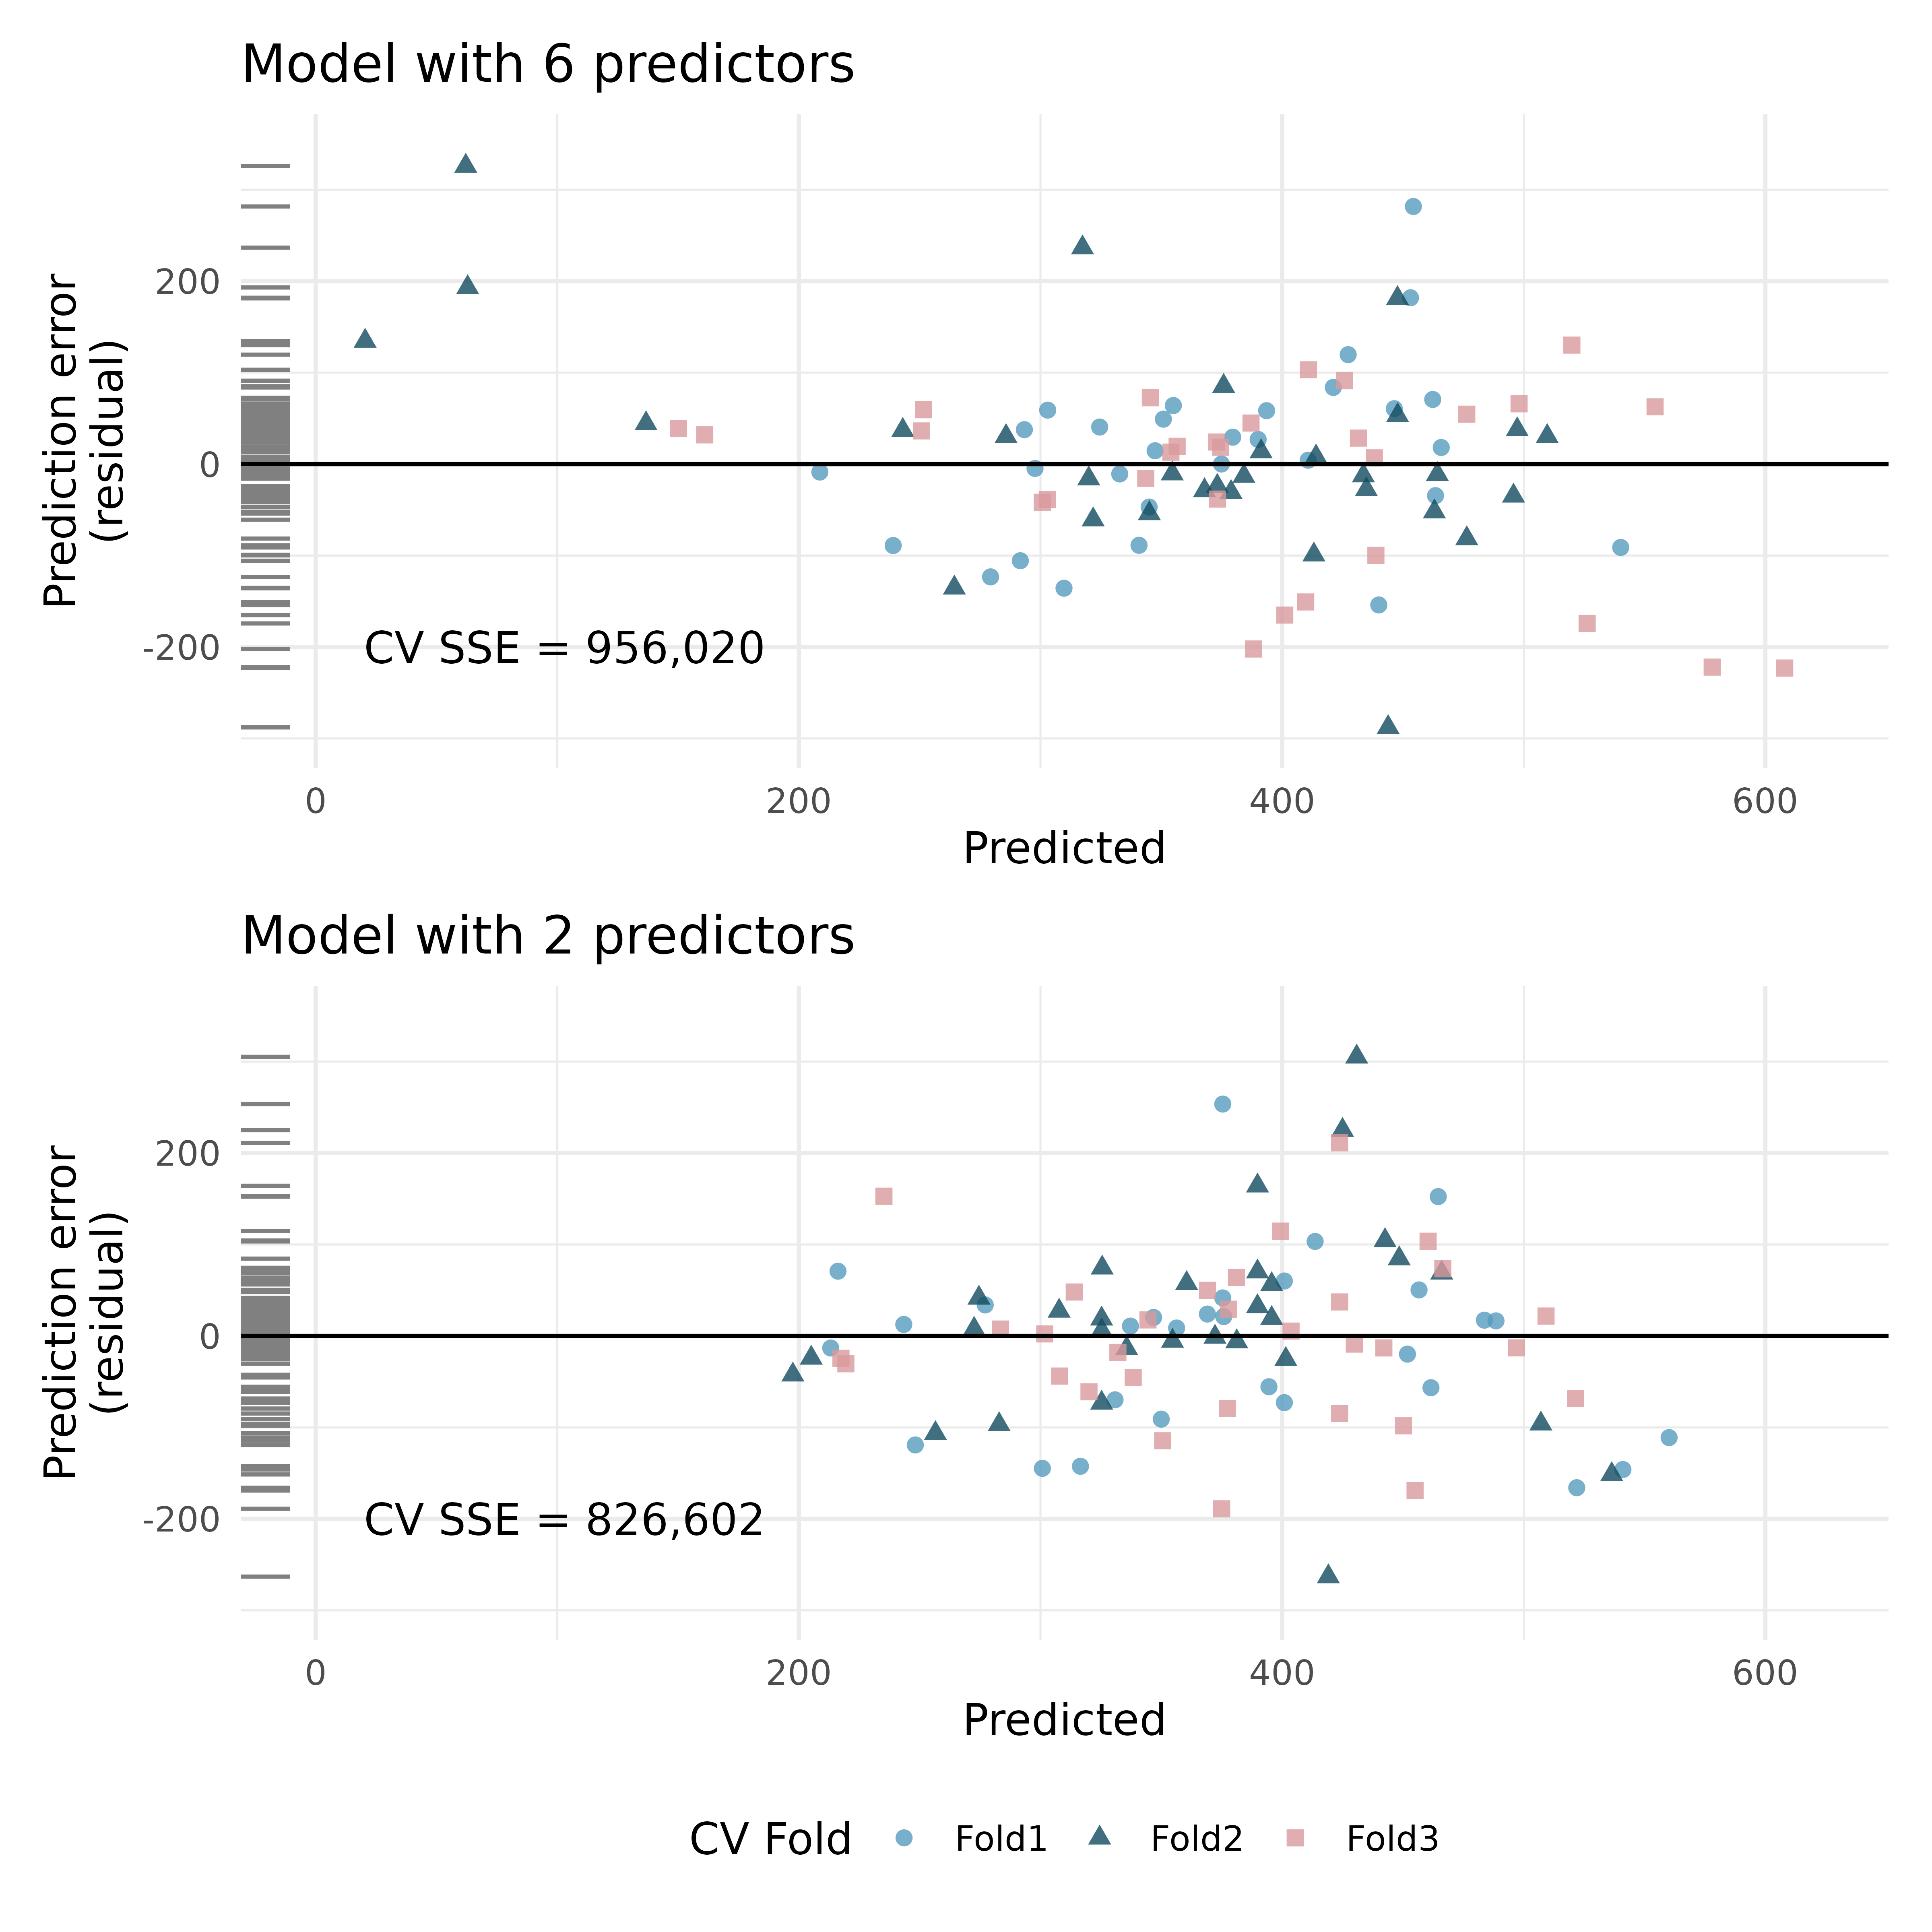 Model with 6 predictors
Prediction error
(residual)
200
0
-200
CV SSE = 956,020
0 200 400 600
Predicted
Model with 2 predictors
Prediction error
(residual)
200
0
-200
CV SSE = 826,602
0 200 400 600
Predicted
CV Fold Fold1 Fold2 Fold3